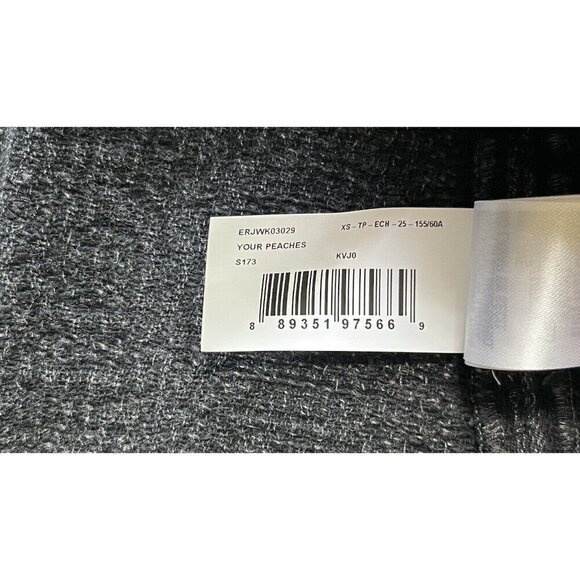 ERJWK03029 XS-TP-ECH-25-155/60A
YOUR PEACHES
S173 KVJ0
8 89351 97566 9